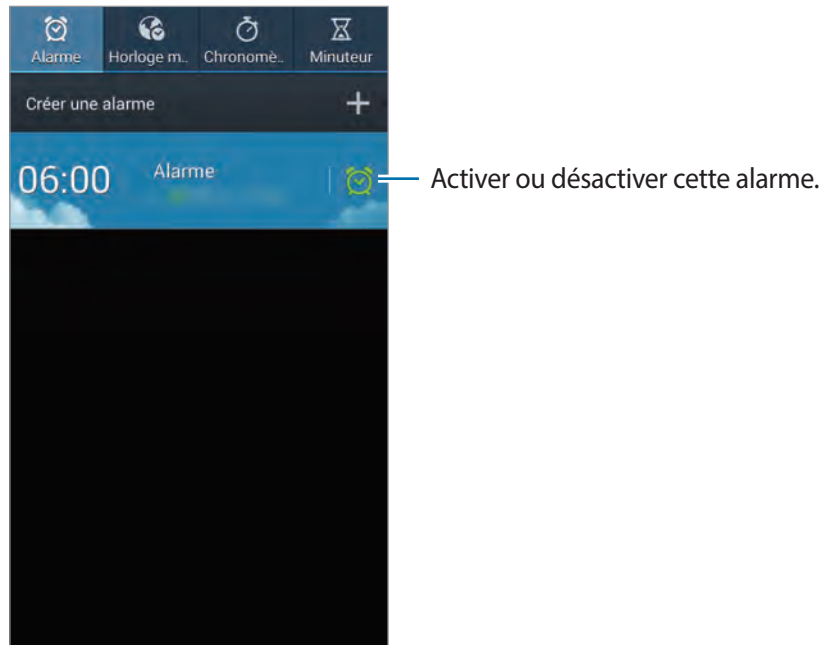 Alarme
Horloge m..
Chronomè..
Minuteur
Créer une alarme
06:00
Alarme
Activer ou désactiver cette alarme.